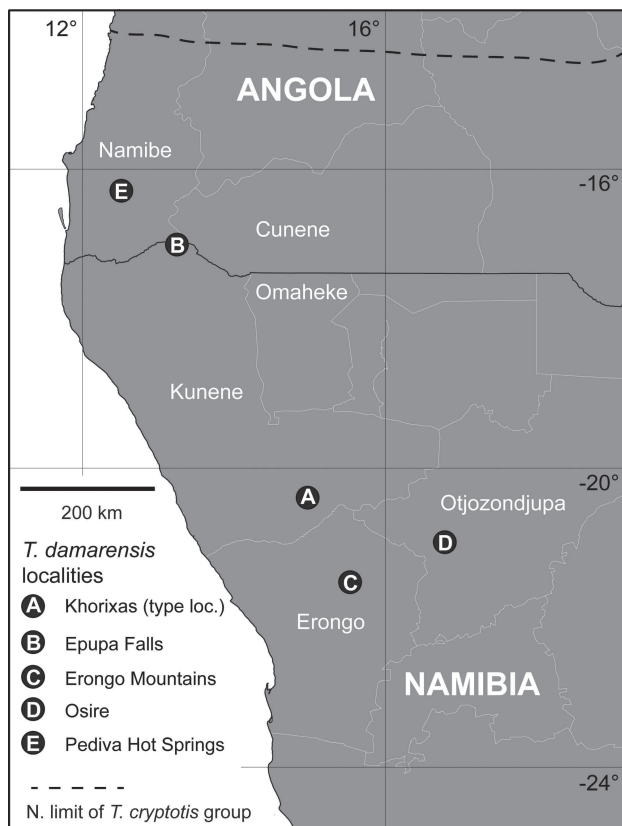 12°
16°
ANGOLA
Namibe
-16°
E
Cunene
B
Omaheke
Kunene
-20°
A
Otjozondjupa
200 km
D
T. damarensis
localities
C
A Khorixas (type loc.)
Erongo
B Epupa Falls
NAMIBIA
C Erongo Mountains
D Osire
E Pediva Hot Springs
-24°
N. limit of T. cryptotis group